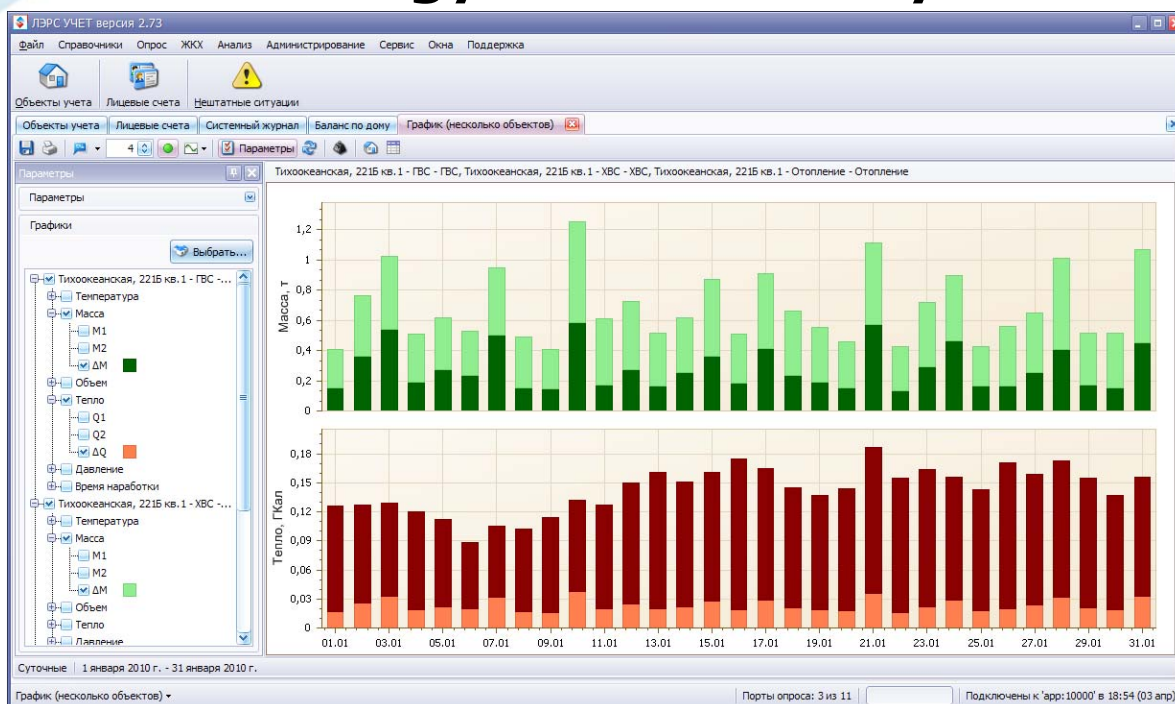 ЛЭРС УЧЕТ версия 2.73
Файл Справочники Опрос ЖКХ Анализ Администрирование Сервис Окна Поддержка
Объекты учета Лицевые счета Нештатные ситуации
Объекты учета Лицевые счета Системный журнал Баланс по дому График (несколько объектов)
4 Параметры
Параметры
Параметры
Графики
Выбрать...
Тихоокеанская, 221Б кв.1 - ГВС -...
Температура
Масса
М1
М2
ΔМ
Объем
Тепло
Q1
Q2
ΔQ
Давление
Время наработки
Тихоокеанская, 221Б кв.1 - ХВС -...
Температура
Масса
М1
М2
ΔМ
Объем
Тепло
Давление
Тихоокеанская, 221Б кв.1 - ГВС - ГВС, Тихоокеанская, 221Б кв.1 - ХВС - ХВС, Тихоокеанская, 221Б кв.1 - Отопление - Отопление
Масса, т
1,2
1
0,8
0,6
0,4
0,2
0
Тепло, ГКал
0,18
0,15
0,12
0,09
0,06
0,03
0
01.01 03.01 05.01 07.01 09.01 11.01 13.01 15.01 17.01 19.01 21.01 23.01 25.01 27.01 29.01 31.01
Суточные 1 января 2010 г. - 31 января 2010 г.
График (несколько объектов) Порты опроса: 3 из 11 Подключены к 'app:10000' в 18:54 (03 апр)